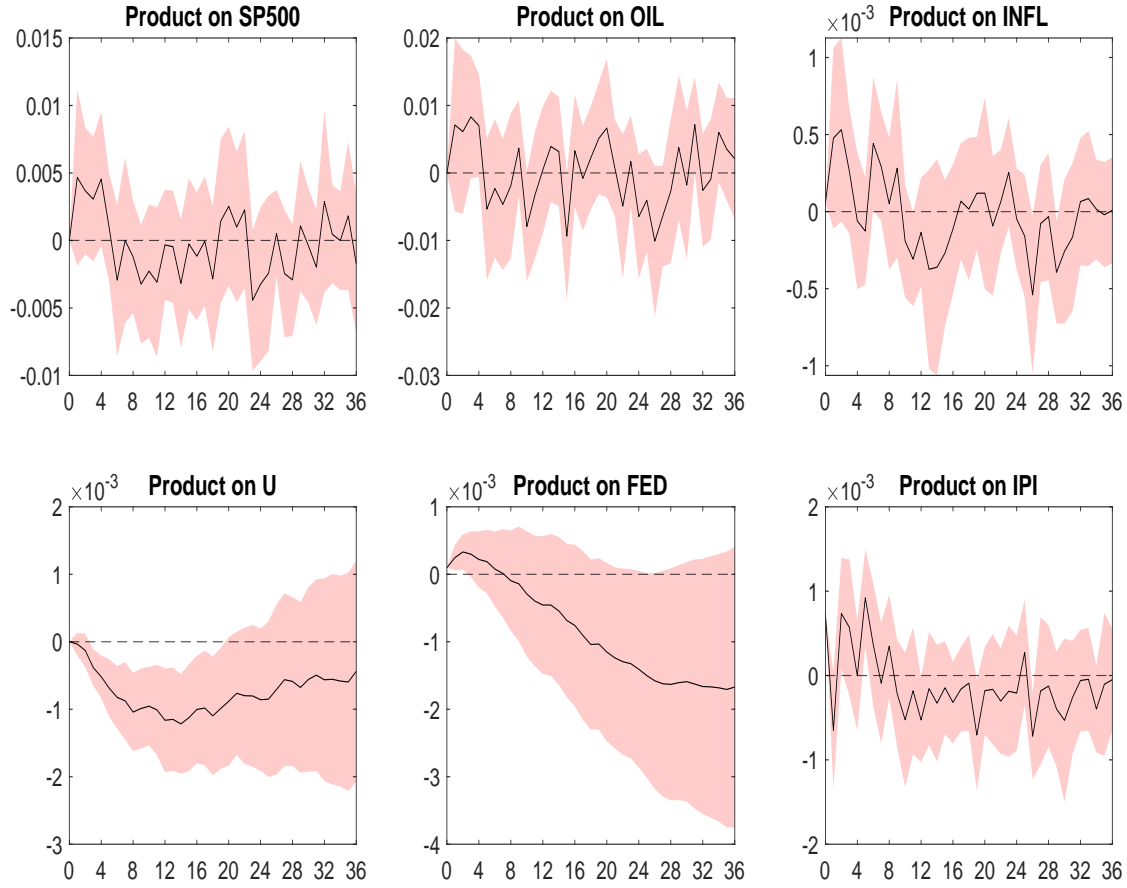 Product on SP500
0.015
0.01
0.005
0
-0.005
-0.01
0 4 8 12 16 20 24 28 32 36
Product on OIL
0.02
0.01
0
-0.01
-0.02
-0.03
0 4 8 12 16 20 24 28 32 36
×10-3 Product on INFL
1
0.5
0
-0.5
-1
0 4 8 12 16 20 24 28 32 36
×10-3 Product on U
2
1
0
-1
-2
-3
0 4 8 12 16 20 24 28 32 36
×10-3 Product on FED
1
0
-1
-2
-3
-4
0 4 8 12 16 20 24 28 32 36
×10-3 Product on IPI
2
1
0
-1
-2
0 4 8 12 16 20 24 28 32 36